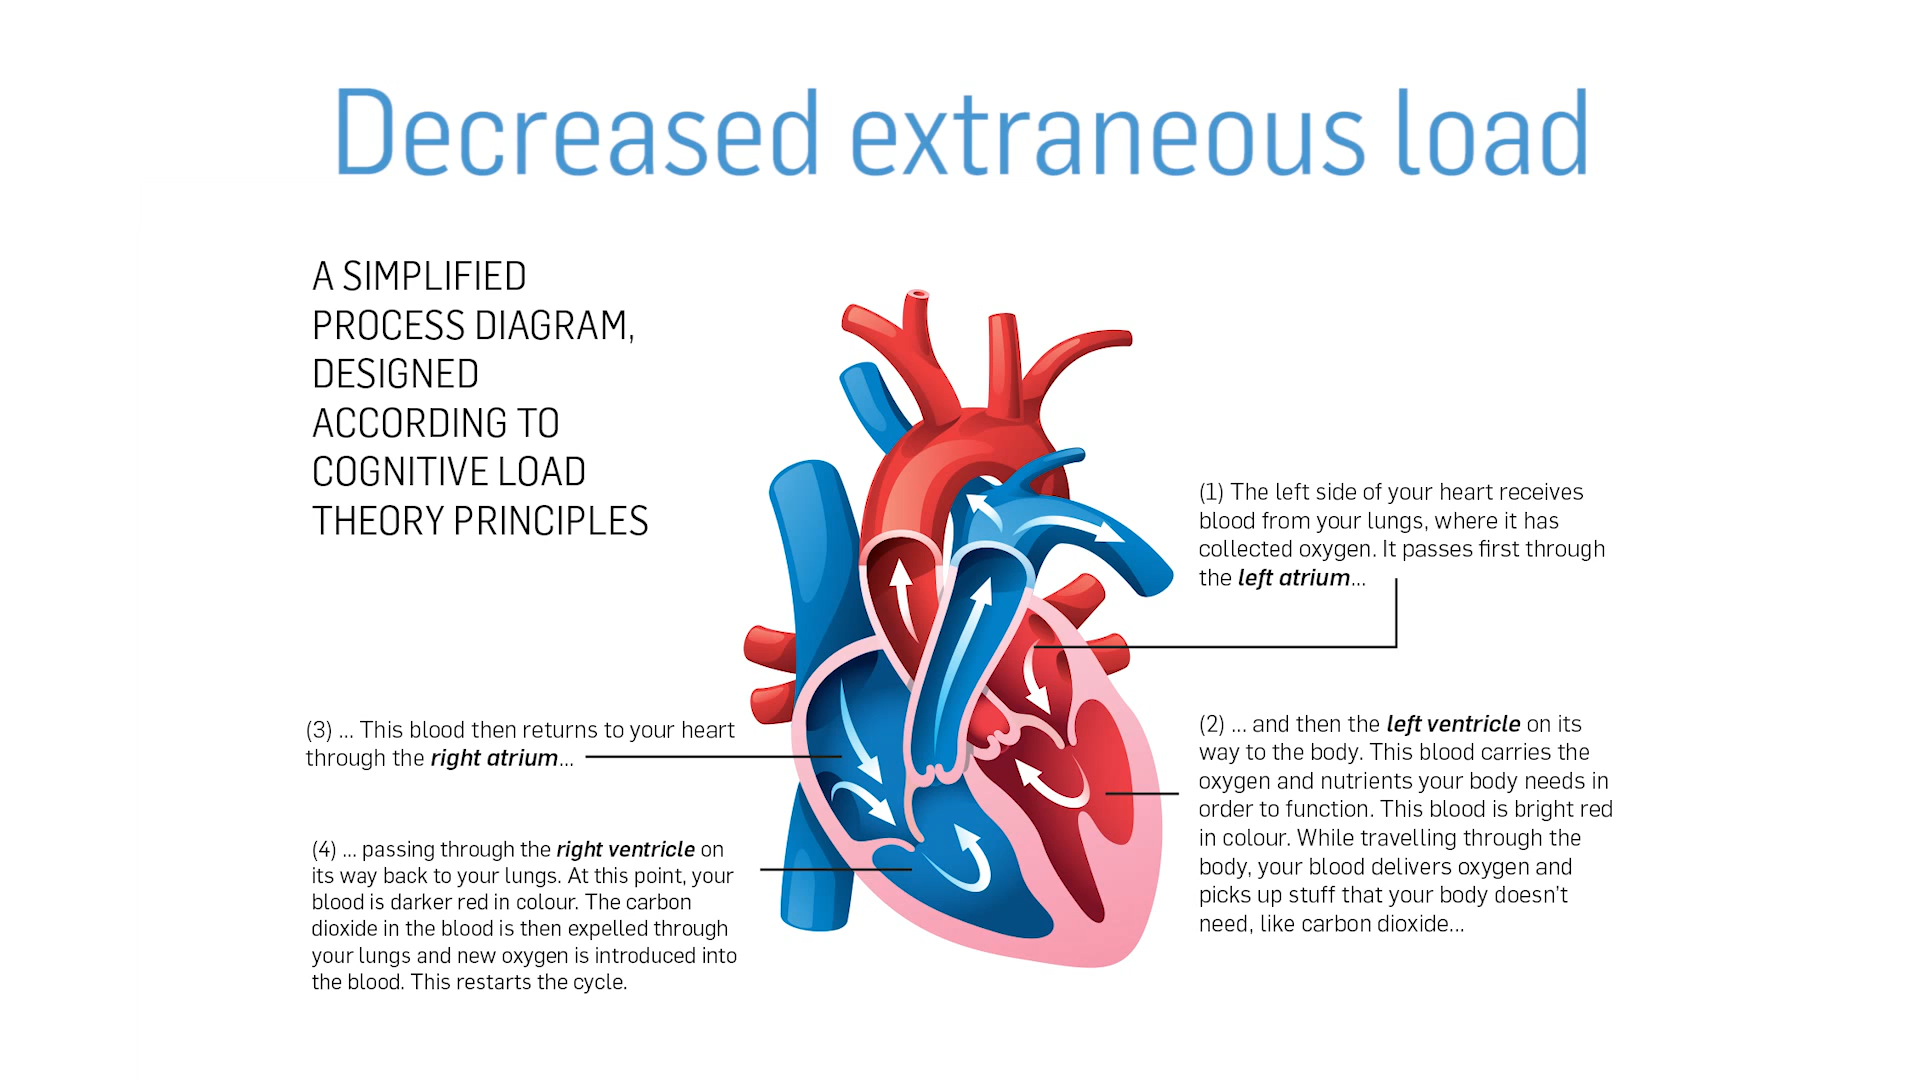 Decreased extraneous load
A SIMPLIFIED
PROCESS DIAGRAM,
DESIGNED
ACCORDING TO
COGNITIVE LOAD
THEORY PRINCIPLES
(1) The left side of your heart receives
blood from your lungs, where it has
collected oxygen. It passes first through
the left atrium...
(2) ... and then the left ventricle on its
way to the body. This blood carries the
oxygen and nutrients your body needs in
order to function. This blood is bright red
in colour. While travelling through the
body, your blood delivers oxygen and
picks up stuff that your body doesn't
need, like carbon dioxide...
(3) ... This blood then returns to your heart
through the right atrium...
(4) ... passing through the right ventricle on
its way back to your lungs. At this point, your
blood is darker red in colour. The carbon
dioxide in the blood is then expelled through
your lungs and new oxygen is introduced into
the blood. This restarts the cycle.